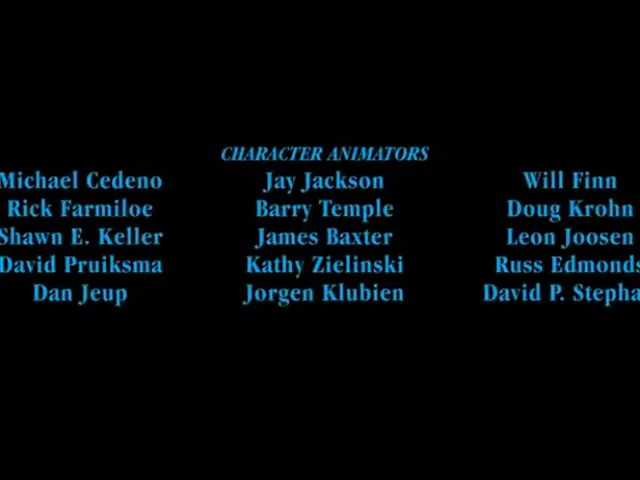 CHARACTER ANIMATORS
Michael Cedeno Jay Jackson Will Finn
Rick Farmiloe Barry Temple Doug Krohn
Shawn E. Keller James Baxter Leon Joosen
David Pruiksma Kathy Zielinski Russ Edmonds
Dan Jeup Jorgen Klubien David P. Stepha